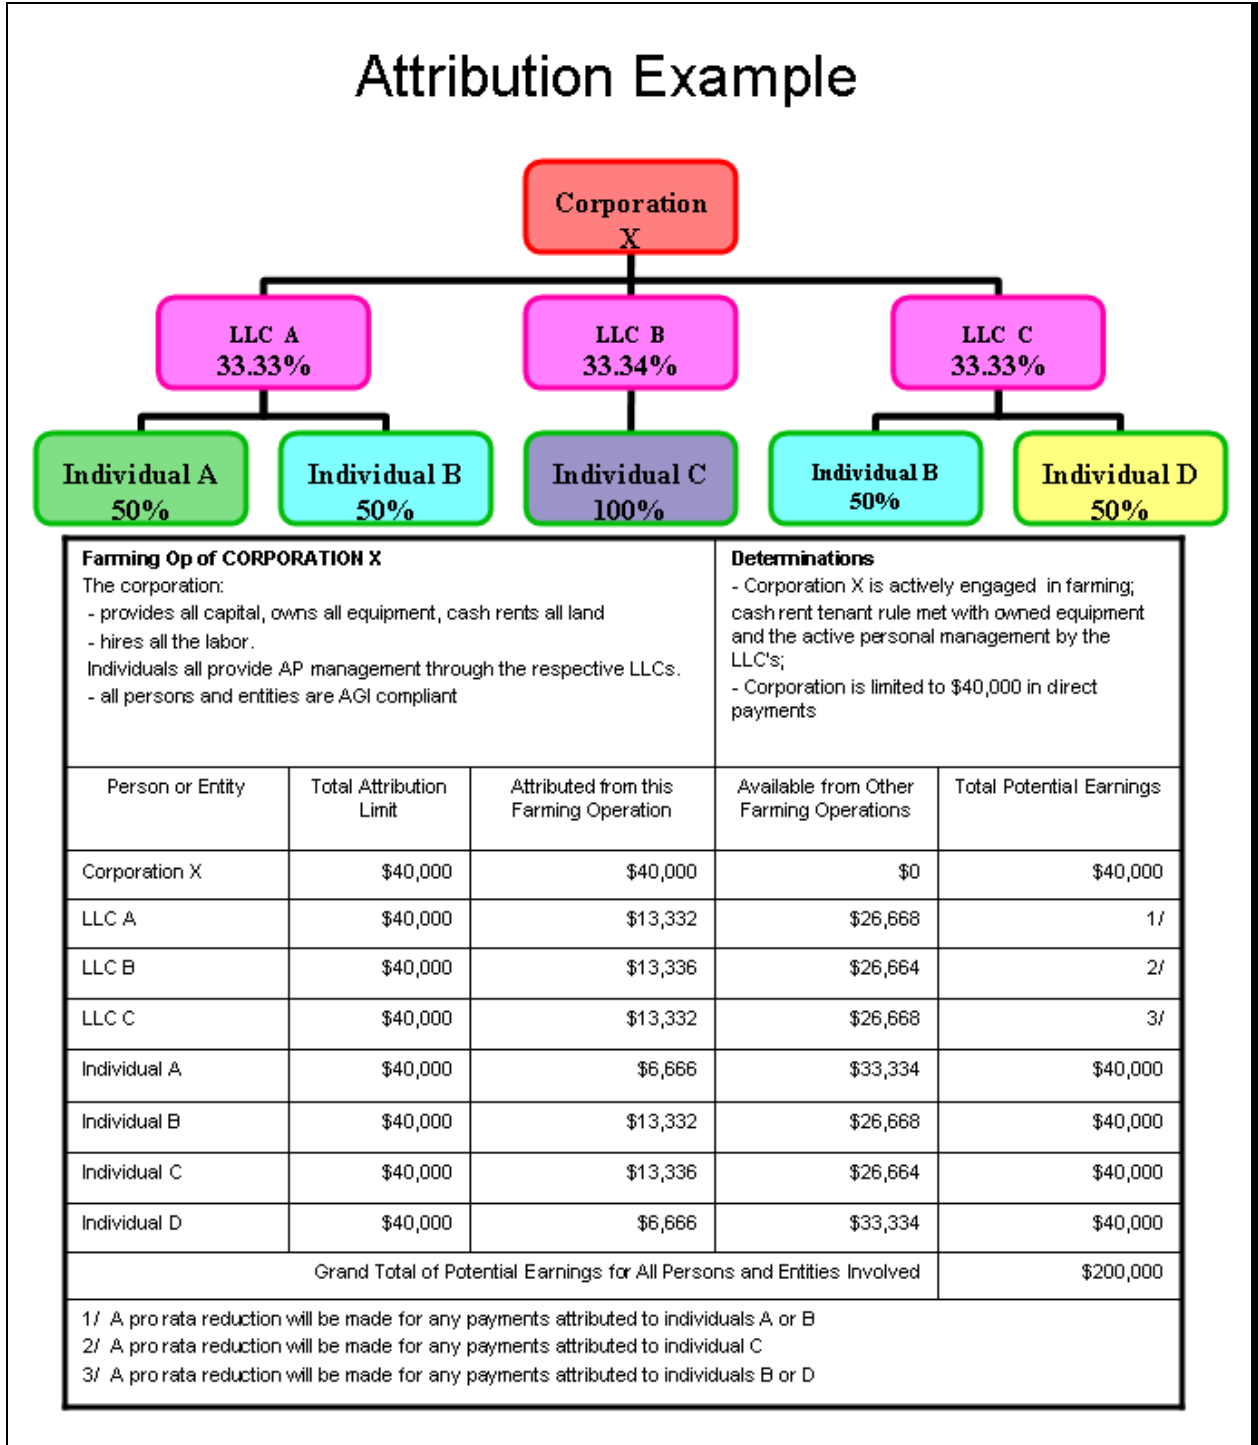 Attribution Example
Corporation
X
LLC A
33.33%
LLC B
33.34%
LLC C
33.33%
Individual A
50%
Individual B
50%
Individual C
100%
Individual B
50%
Individual D
50%
Farming Op of CORPORATION X
The corporation:
- provides all capital, owns all equipment, cash rents all land
- hires all the labor.
Individuals all provide AP management through the respective LLCs.
- all persons and entities are AGI compliant
Determinations
- Corporation X is actively engaged in farming;
cash rent tenant rule met with owned equipment
and the active personal management by the
LLC's;
- Corporation is limited to $40,000 in direct
payments
Person or Entity
Total Attribution
Limit
Attributed from this
Farming Operation
Available from Other
Farming Operations
Total Potential Earnings
Corporation X $40,000 $40,000 $0 $40,000
LLC A $40,000 $13,332 $26,668 1/
LLC B $40,000 $13,336 $26,664 2/
LLC C $40,000 $13,332 $26,668 3/
Individual A $40,000 $6,666 $33,334 $40,000
Individual B $40,000 $13,332 $26,668 $40,000
Individual C $40,000 $13,336 $26,664 $40,000
Individual D $40,000 $6,666 $33,334 $40,000
Grand Total of Potential Earnings for All Persons and Entities Involved $200,000
1/ A pro rata reduction will be made for any payments attributed to individuals A or B
2/ A pro rata reduction will be made for any payments attributed to individual C
3/ A pro rata reduction will be made for any payments attributed to individuals B or D